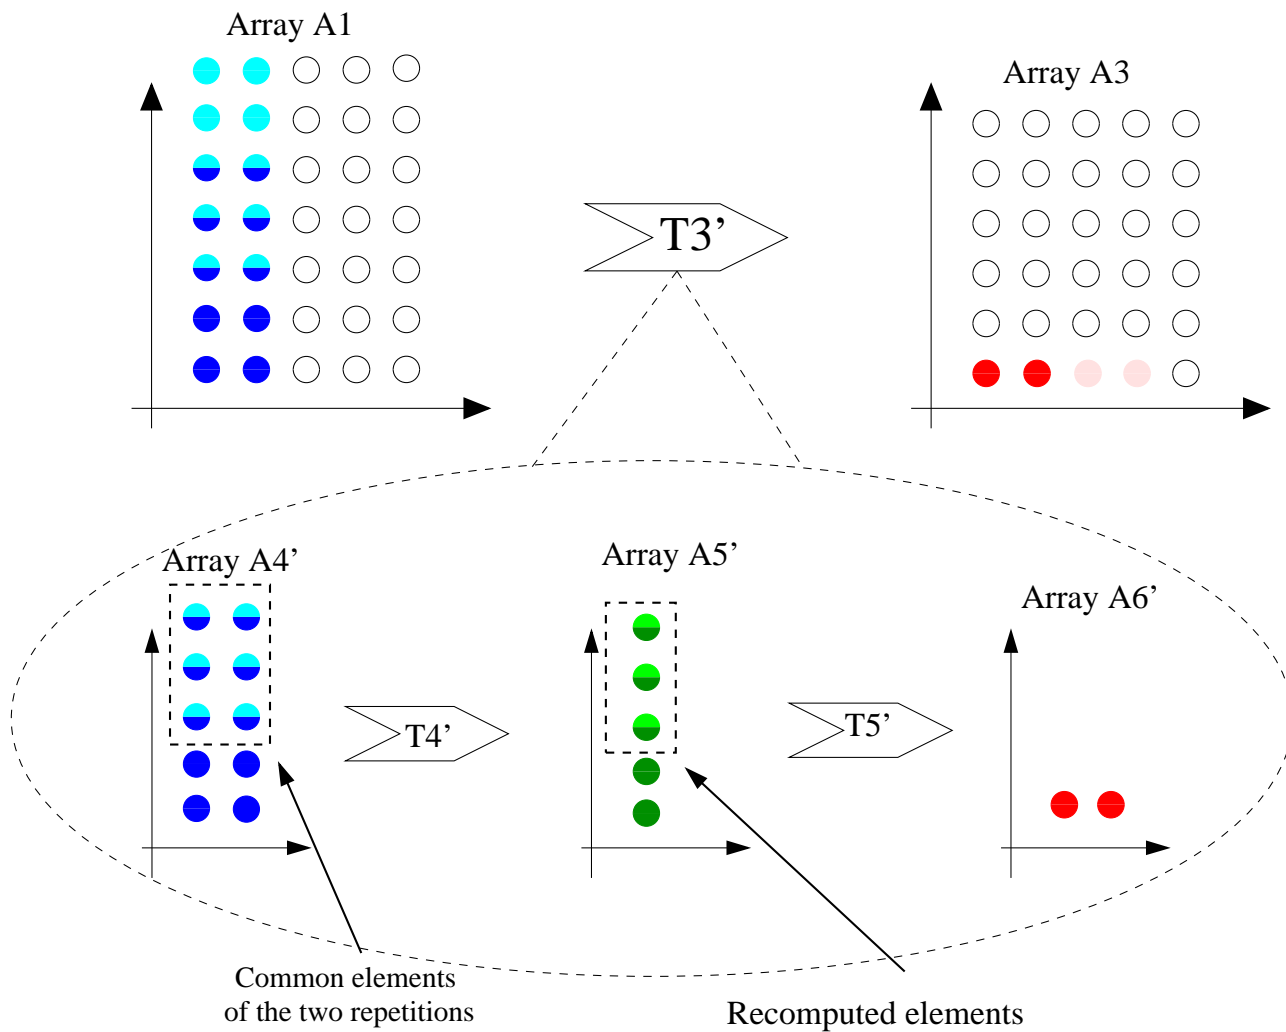 Array A1
Array A3
T3’
Array A4’
Array A5’
Array A6’
T4’
T5’
Common elements
of the two repetitions
Recomputed elements